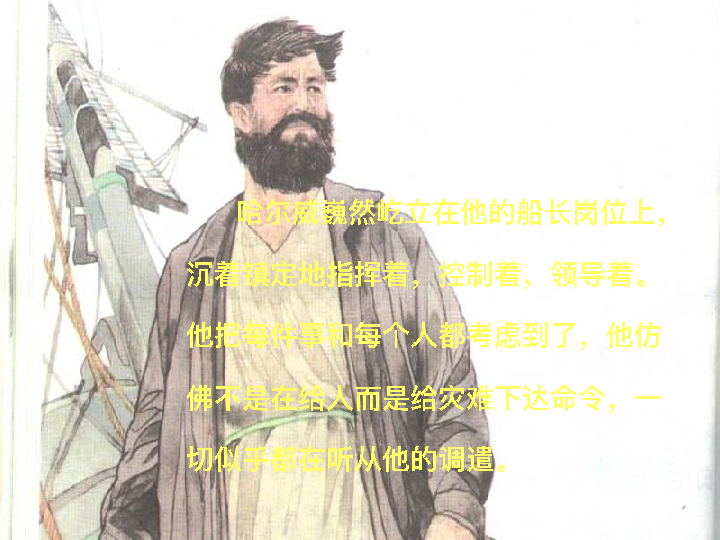 哈尔威巍然屹立在他的船长岗位上，
沉着镇定地指挥着，控制着，领导着。
他把每件事和每个人都考虑到了，他仿
佛不是在给人而是给灾难下达命令，一
切似乎都在听从他的调遣。